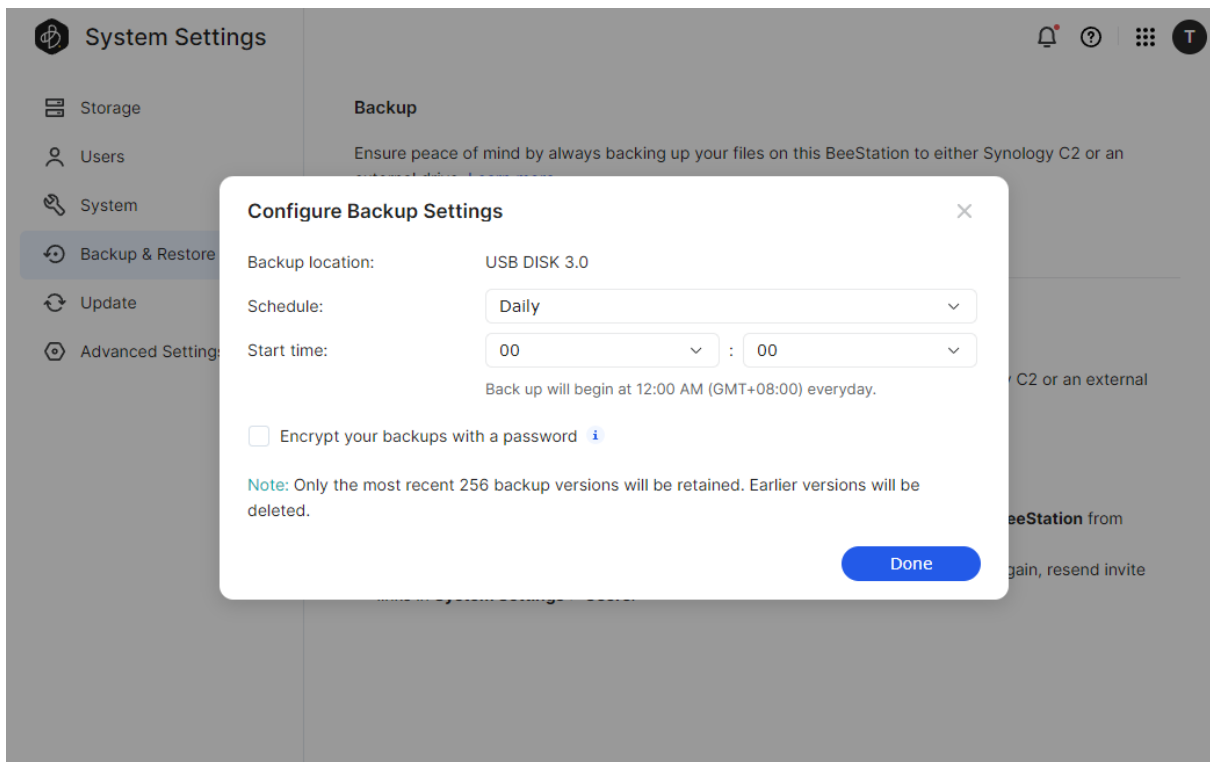 System Settings
T
Storage
Users
System
Backup & Restore
Update
Advanced Settings
Backup
Ensure peace of mind by always backing up your files on this BeeStation to either Synology C2 or an
Configure Backup Settings
Backup location: USB DISK 3.0
Schedule: Daily
Start time: 00 : 00
Back up will begin at 12:00 AM (GMT+08:00) everyday.
Encrypt your backups with a password i
Note: Only the most recent 256 backup versions will be retained. Earlier versions will be
deleted.
Done
C2 or an external
eeStation from
gain, resend invite